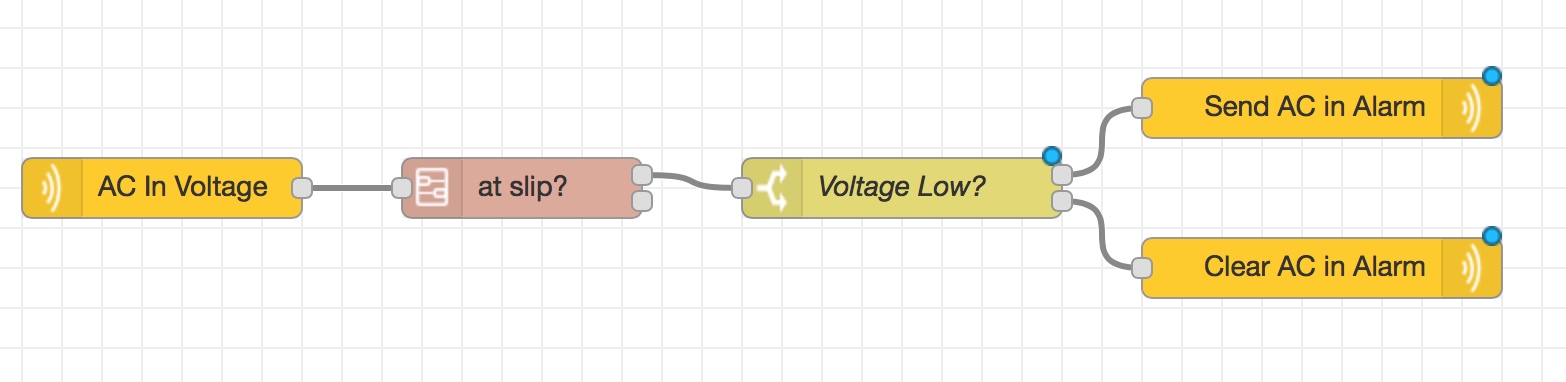 AC In Voltage
at slip?
Voltage Low?
Send AC in Alarm
Clear AC in Alarm